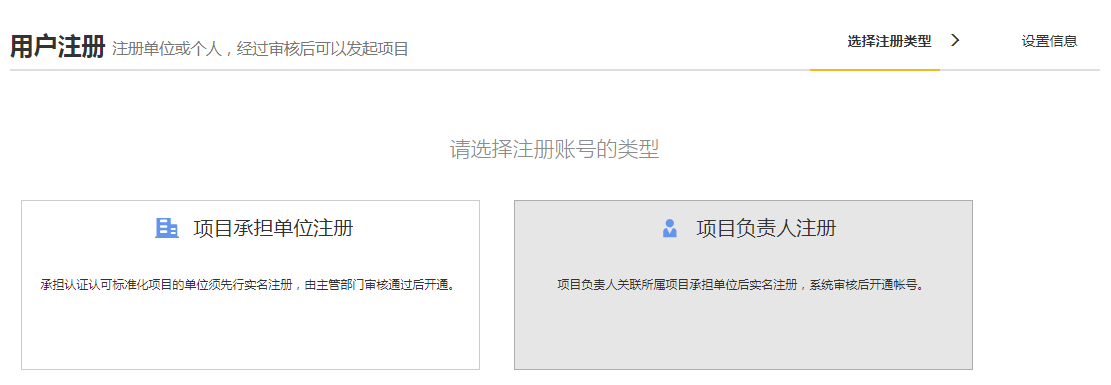 用户注册 注册单位或个人，经过审核后可以发起项目
选择注册类型 > 设置信息
请选择注册账号的类型
项目承担单位注册
承担认证认可标准化项目的单位须先行实名注册，由主管部门审核通过后开通。
项目负责人注册
项目负责人关联所属项目承担单位后实名注册，系统审核后开通帐号。